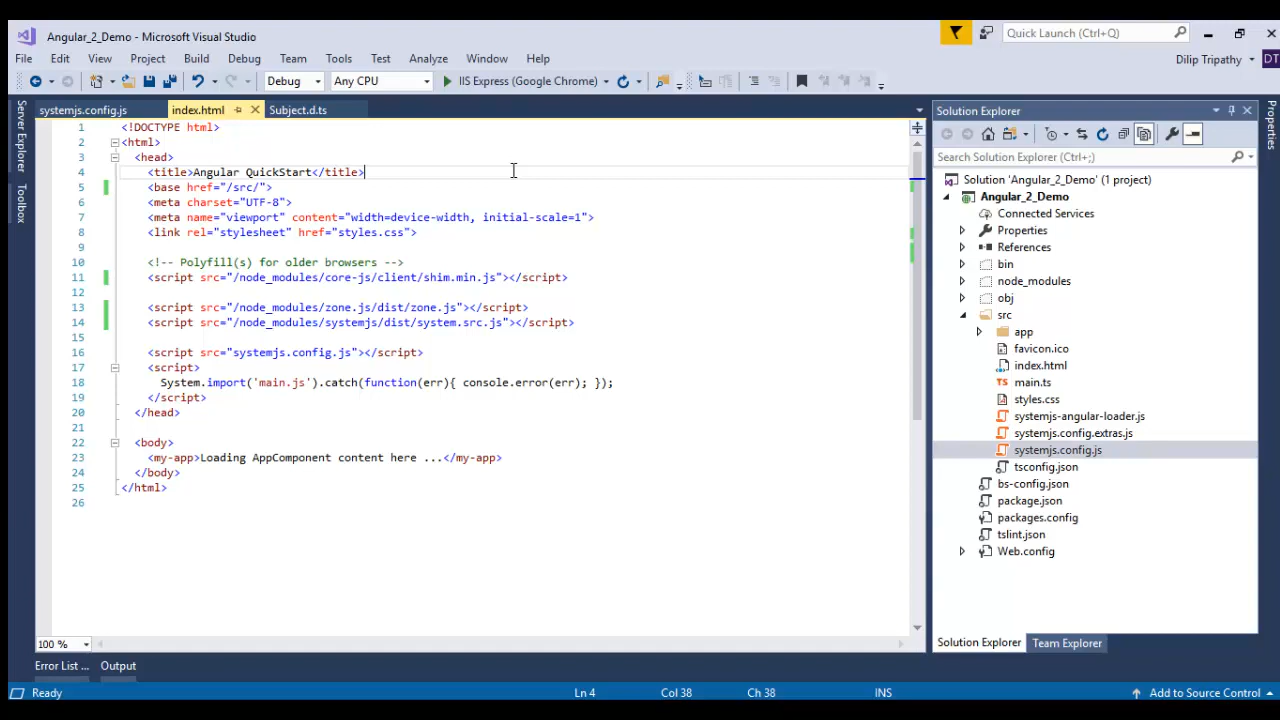 Angular_2_Demo - Microsoft Visual Studio
Quick Launch (Ctrl+Q)
File Edit View Project Build Debug Team Tools Test Analyze Window Help
Dilip Tripathy DT
Debug Any CPU IIS Express (Google Chrome)
Server Explorer
Toolbox
systemjs.config.js index.html Subject.d.ts
1 <!DOCTYPE html>
2 <html>
3 <head>
4 <title>Angular QuickStart</title>
5 <base href="/src/">
6 <meta charset="UTF-8">
7 <meta name="viewport" content="width=device-width, initial-scale=1">
8 <link rel="stylesheet" href="styles.css">
9
10 <!-- Polyfill(s) for older browsers -->
11 <script src="/node_modules/core-js/client/shim.min.js"></script>
12
13 <script src="/node_modules/zone.js/dist/zone.js"></script>
14 <script src="/node_modules/systemjs/dist/system.src.js"></script>
15
16 <script src="systemjs.config.js"></script>
17 <script>
18 System.import('main.js').catch(function(err){ console.error(err); });
19 </script>
20 </head>
21
22 <body>
23 <my-app>Loading AppComponent content here ...</my-app>
24 </body>
25 </html>
26
100 %
Solution Explorer
Search Solution Explorer (Ctrl+;)
Solution 'Angular_2_Demo' (1 project)
Angular_2_Demo
Connected Services
Properties
References
bin
node_modules
obj
src
app
favicon.ico
index.html
TS main.ts
styles.css
systemjs-angular-loader.js
systemjs.config.extras.js
systemjs.config.js
tsconfig.json
bs-config.json
package.json
packages.config
tslint.json
Web.config
Solution Explorer Team Explorer
Properties
Error List ... Output
Ready Ln 4 Col 38 Ch 38 INS Add to Source Control